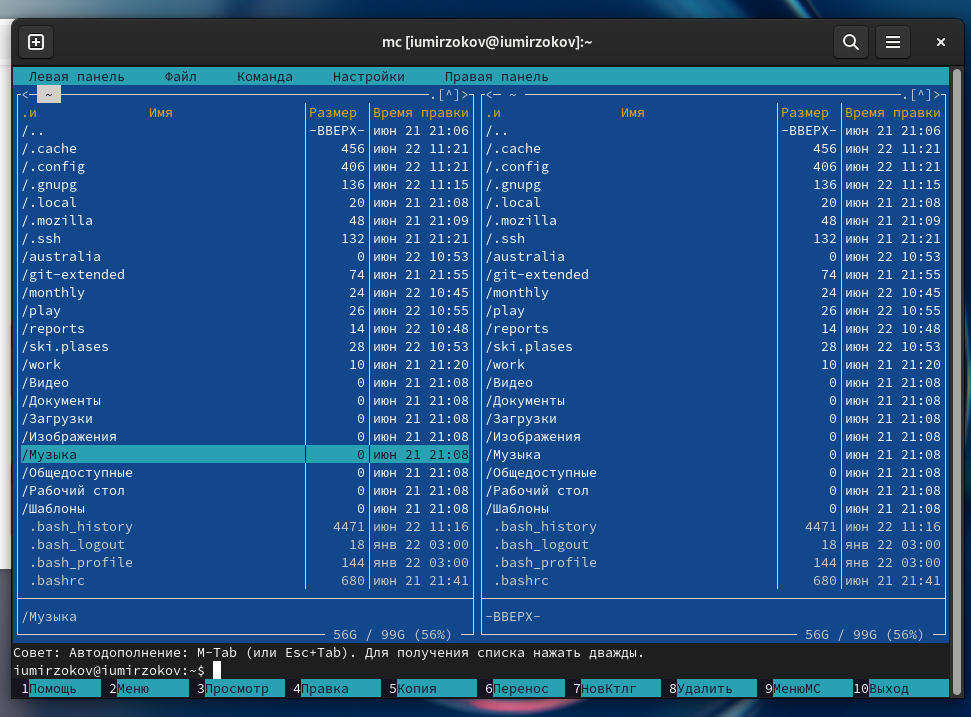 mc [iumirzokov@iumirzokov]:~
Левая панель Файл Команда Настройки Правая панель
<─ ~ ─.[^]>┐┌<─ ~ ─.[^]>
.и Имя Размер Время правки .и Имя Размер Время правки
/.. -ВВЕРХ- июн 21 21:06 /.. -ВВЕРХ- июн 21 21:06
/.cache 456 июн 22 11:21 /.cache 456 июн 22 11:21
/.config 406 июн 22 11:21 /.config 406 июн 22 11:21
/.gnupg 136 июн 22 11:15 /.gnupg 136 июн 22 11:15
/.local 20 июн 21 21:08 /.local 20 июн 21 21:08
/.mozilla 48 июн 21 21:09 /.mozilla 48 июн 21 21:09
/.ssh 132 июн 21 21:21 /.ssh 132 июн 21 21:21
/australia 0 июн 22 10:53 /australia 0 июн 22 10:53
/git-extended 74 июн 21 21:55 /git-extended 74 июн 21 21:55
/monthly 24 июн 22 10:45 /monthly 24 июн 22 10:45
/play 26 июн 22 10:55 /play 26 июн 22 10:55
/reports 14 июн 22 10:48 /reports 14 июн 22 10:48
/ski.plases 28 июн 22 10:53 /ski.plases 28 июн 22 10:53
/work 10 июн 21 21:20 /work 10 июн 21 21:20
/Видео 0 июн 21 21:08 /Видео 0 июн 21 21:08
/Документы 0 июн 21 21:08 /Документы 0 июн 21 21:08
/Загрузки 0 июн 21 21:08 /Загрузки 0 июн 21 21:08
/Изображения 0 июн 21 21:08 /Изображения 0 июн 21 21:08
/Музыка 0 июн 21 21:08 /Музыка 0 июн 21 21:08
/Общедоступные 0 июн 21 21:08 /Общедоступные 0 июн 21 21:08
/Рабочий стол 0 июн 21 21:08 /Рабочий стол 0 июн 21 21:08
/Шаблоны 0 июн 21 21:08 /Шаблоны 0 июн 21 21:08
.bash_history 4471 июн 22 11:16 .bash_history 4471 июн 22 11:16
.bash_logout 18 янв 22 03:00 .bash_logout 18 янв 22 03:00
.bash_profile 144 янв 22 03:00 .bash_profile 144 янв 22 03:00
.bashrc 680 июн 21 21:41 .bashrc 680 июн 21 21:41
/Музыка -ВВЕРХ-
56G / 99G (56%) 56G / 99G (56%)
Совет: Автодополнение: M-Tab (или Esc+Tab). Для получения списка нажать дважды.
iumirzokov@iumirzokov:~$
1Помощь 2Меню 3Просмотр 4Правка 5Копия 6Перенос 7НовКтлг 8Удалить 9МенюMC 10Выход